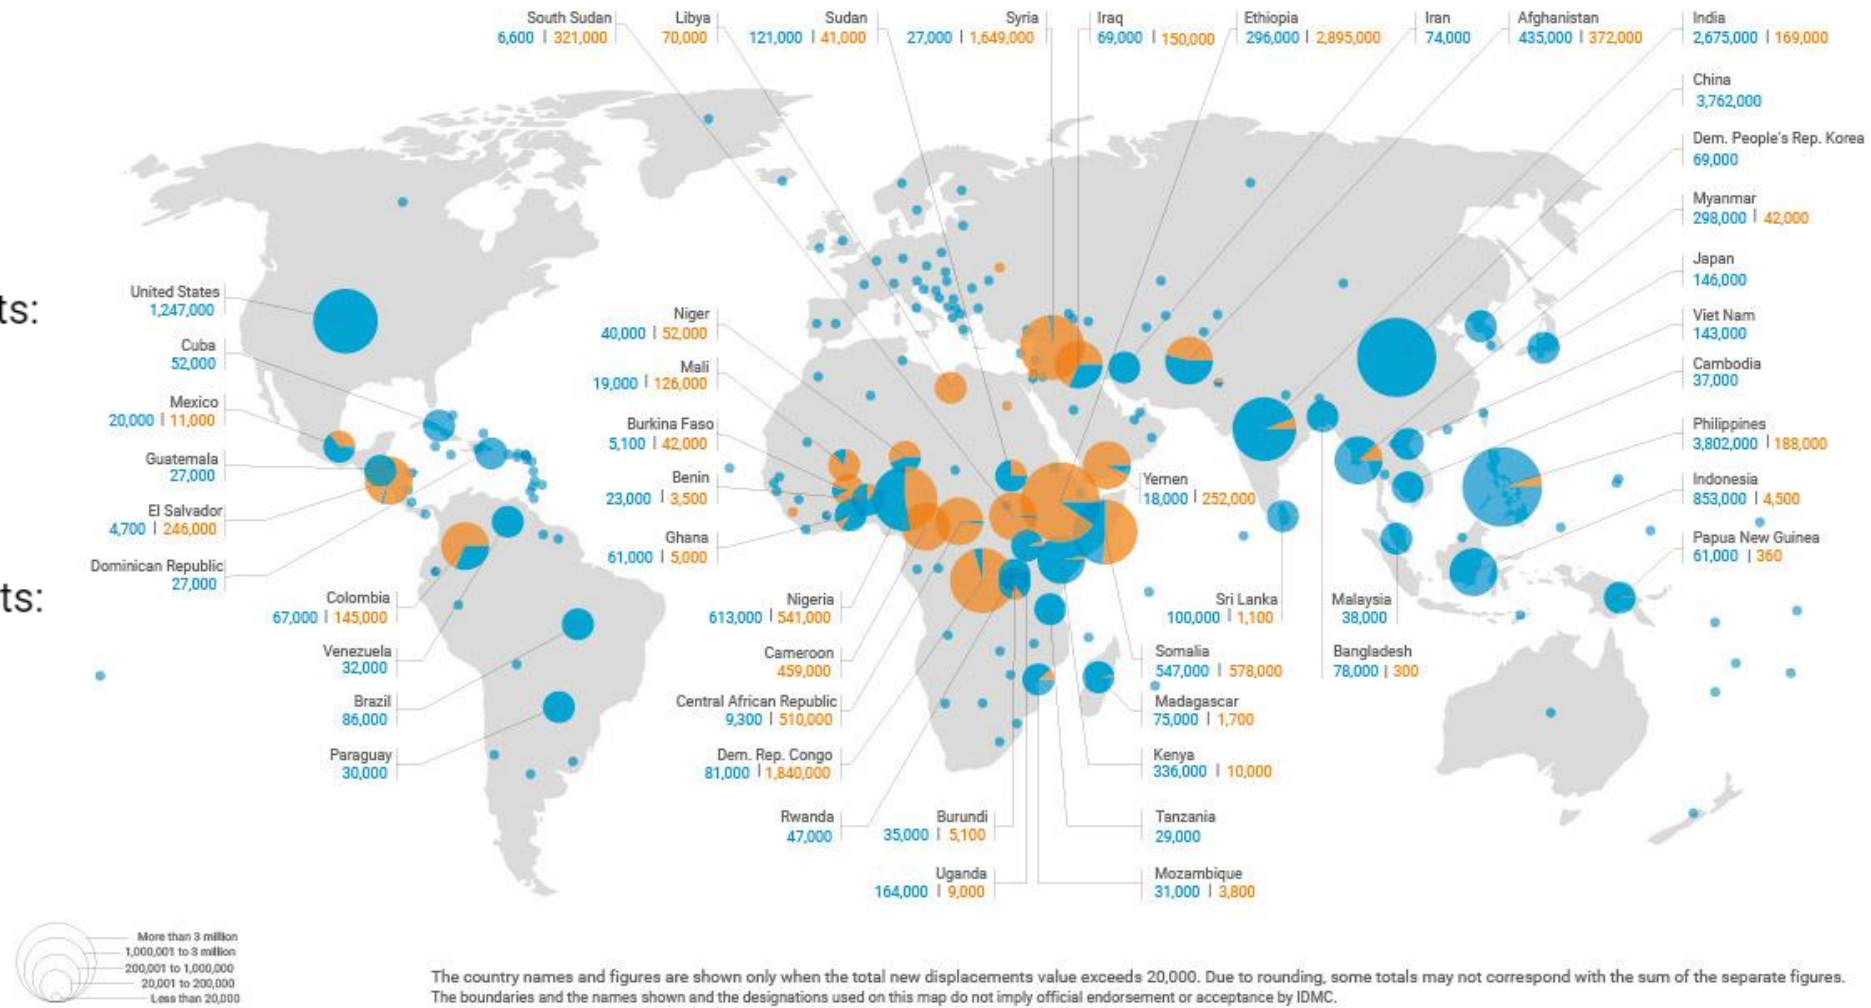 South Sudan
6,600 | 321,000
Libya
70,000
Sudan
121,000 | 41,000
Syria
27,000 | 1,649,000
Iraq
69,000 | 150,000
Ethiopia
296,000 | 2,895,000
Iran
74,000
Afghanistan
435,000 | 372,000
India
2,675,000 | 169,000
China
3,762,000
Dem. People's Rep. Korea
69,000
Myanmar
298,000 | 42,000
Japan
146,000
Viet Nam
143,000
Cambodia
37,000
Philippines
3,802,000 | 188,000
Indonesia
853,000 | 4,500
Papua New Guinea
61,000 | 360
ts:
ts:
United States
1,247,000
Cuba
52,000
Mexico
20,000 | 11,000
Guatemala
27,000
El Salvador
4,700 | 246,000
Dominican Republic
27,000
Colombia
67,000 | 145,000
Venezuela
32,000
Brazil
86,000
Paraguay
30,000
Niger
40,000 | 52,000
Mali
19,000 | 126,000
Burkina Faso
5,100 | 42,000
Benin
23,000 | 3,500
Ghana
61,000 | 5,000
Nigeria
613,000 | 541,000
Cameroon
459,000
Central African Republic
9,300 | 510,000
Dem. Rep. Congo
81,000 | 1,840,000
Rwanda
47,000
Burundi
35,000 | 5,100
Uganda
164,000 | 9,000
Yemen
18,000 | 252,000
Sri Lanka
100,000 | 1,100
Malaysia
38,000
Somalia
547,000 | 578,000
Bangladesh
78,000 | 300
Madagascar
75,000 | 1,700
Kenya
336,000 | 10,000
Tanzania
29,000
Mozambique
31,000 | 3,800
More than 3 million
1,000,001 to 3 million
200,001 to 1,000,000
20,001 to 200,000
Less than 20,000
The country names and figures are shown only when the total new displacements value exceeds 20,000. Due to rounding, some totals may not correspond with the sum of the separate figures.
The boundaries and the names shown and the designations used on this map do not imply official endorsement or acceptance by IDMC.